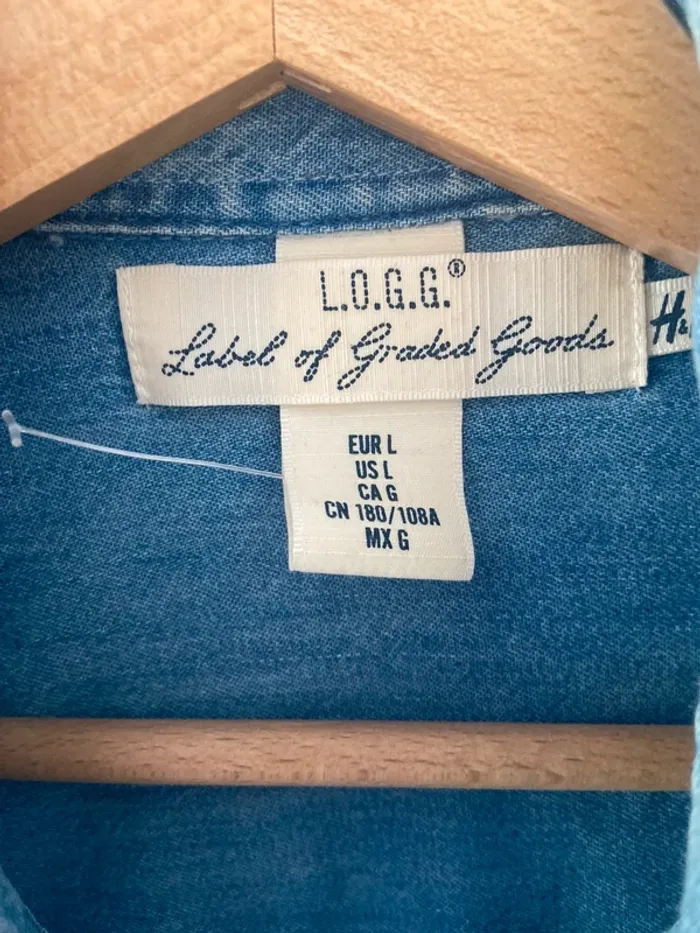 L.O.G.G.®
Label of Graded Goods
EUR L
US L
CA G
CN 180/108A
MX G